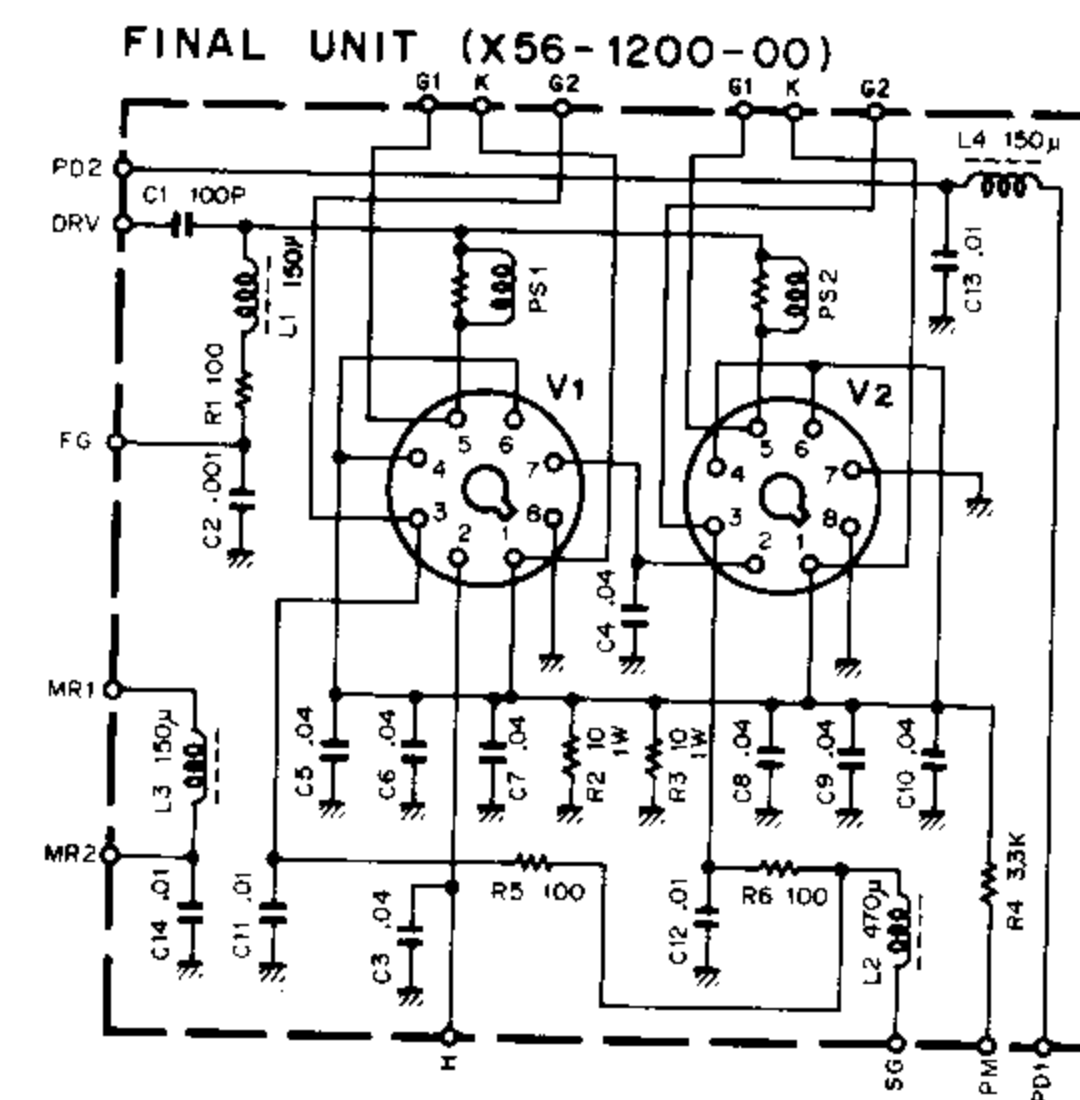 FINAL UNIT (X56-1200-00)
G1 K G2 G1 K G2
L4 150μ
PD2
C1 100P
DRV
L1 150μ
PS1
PS2
C13 .01
R1 100
V1
V2
FG
5 6
4 7
3 8
2 1
5 6
4 7
3 8
2 1
C2 .001
C4 .04
MR1
L3 150μ
C5 .04
C6 .04
C7 .04
R2 10
1W
R3 10
1W
C8 .04
C9 .04
C10 .04
MR2
C14 .01
C11 .01
R5 100
C3 .04
R6 100
C12 .01
L2 470μ
R4 3.3K
H
SG
PM
PD1